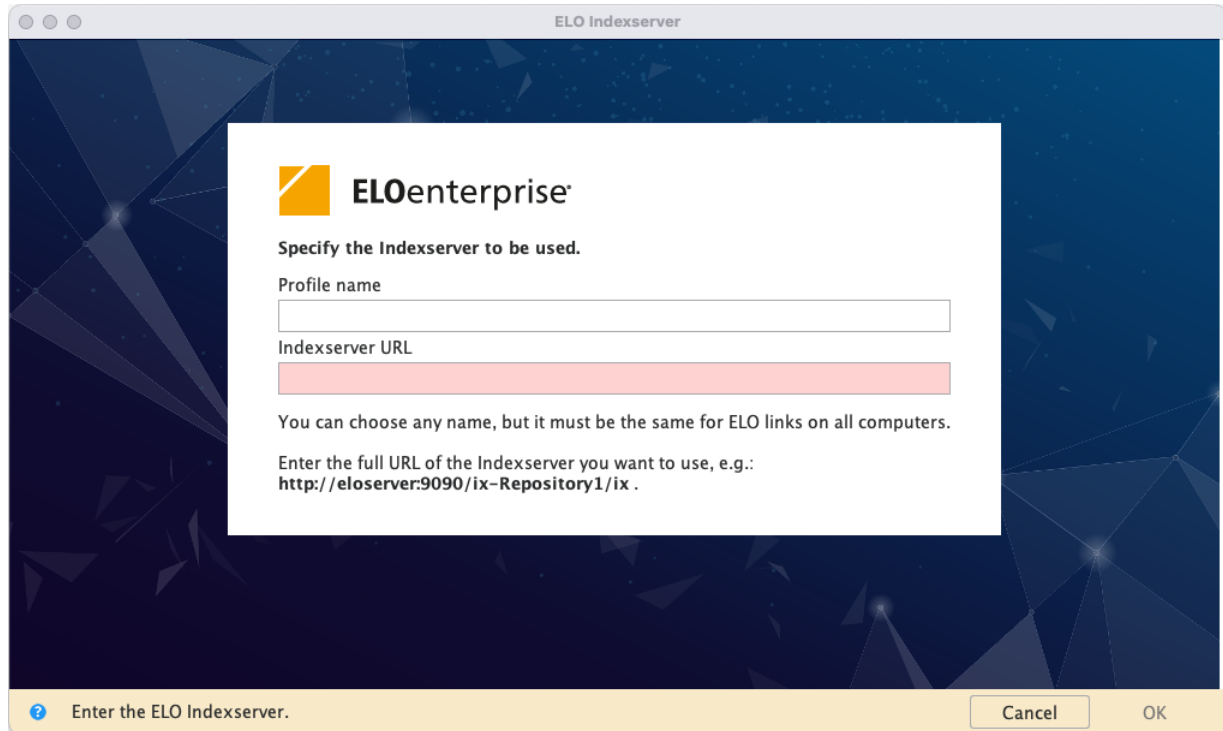 ELO Indexserver
ELOenterprise
Specify the Indexserver to be used.
Profile name
Indexserver URL
You can choose any name, but it must be the same for ELO links on all computers.
Enter the full URL of the Indexserver you want to use, e.g.:
http://eloserver:9090/ix-Repository1/ix .
? Enter the ELO Indexserver.
Cancel OK